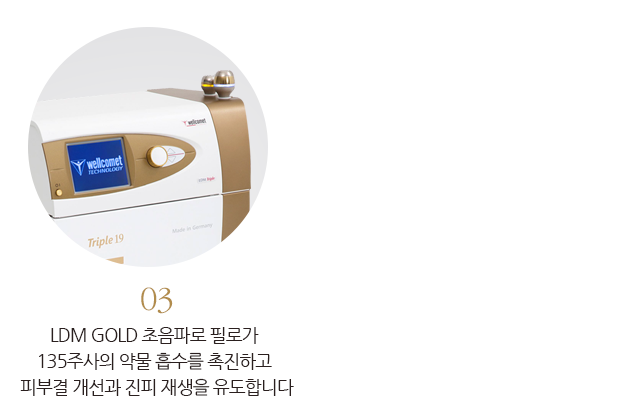 wellcomet
wellcomet
TECHNOLOGY
Made in Germany
Triple 19
03
LDM GOLD 초음파로 필로가
135주사의 약물 흡수를 촉진하고
피부결 개선과 진피 재생을 유도합니다